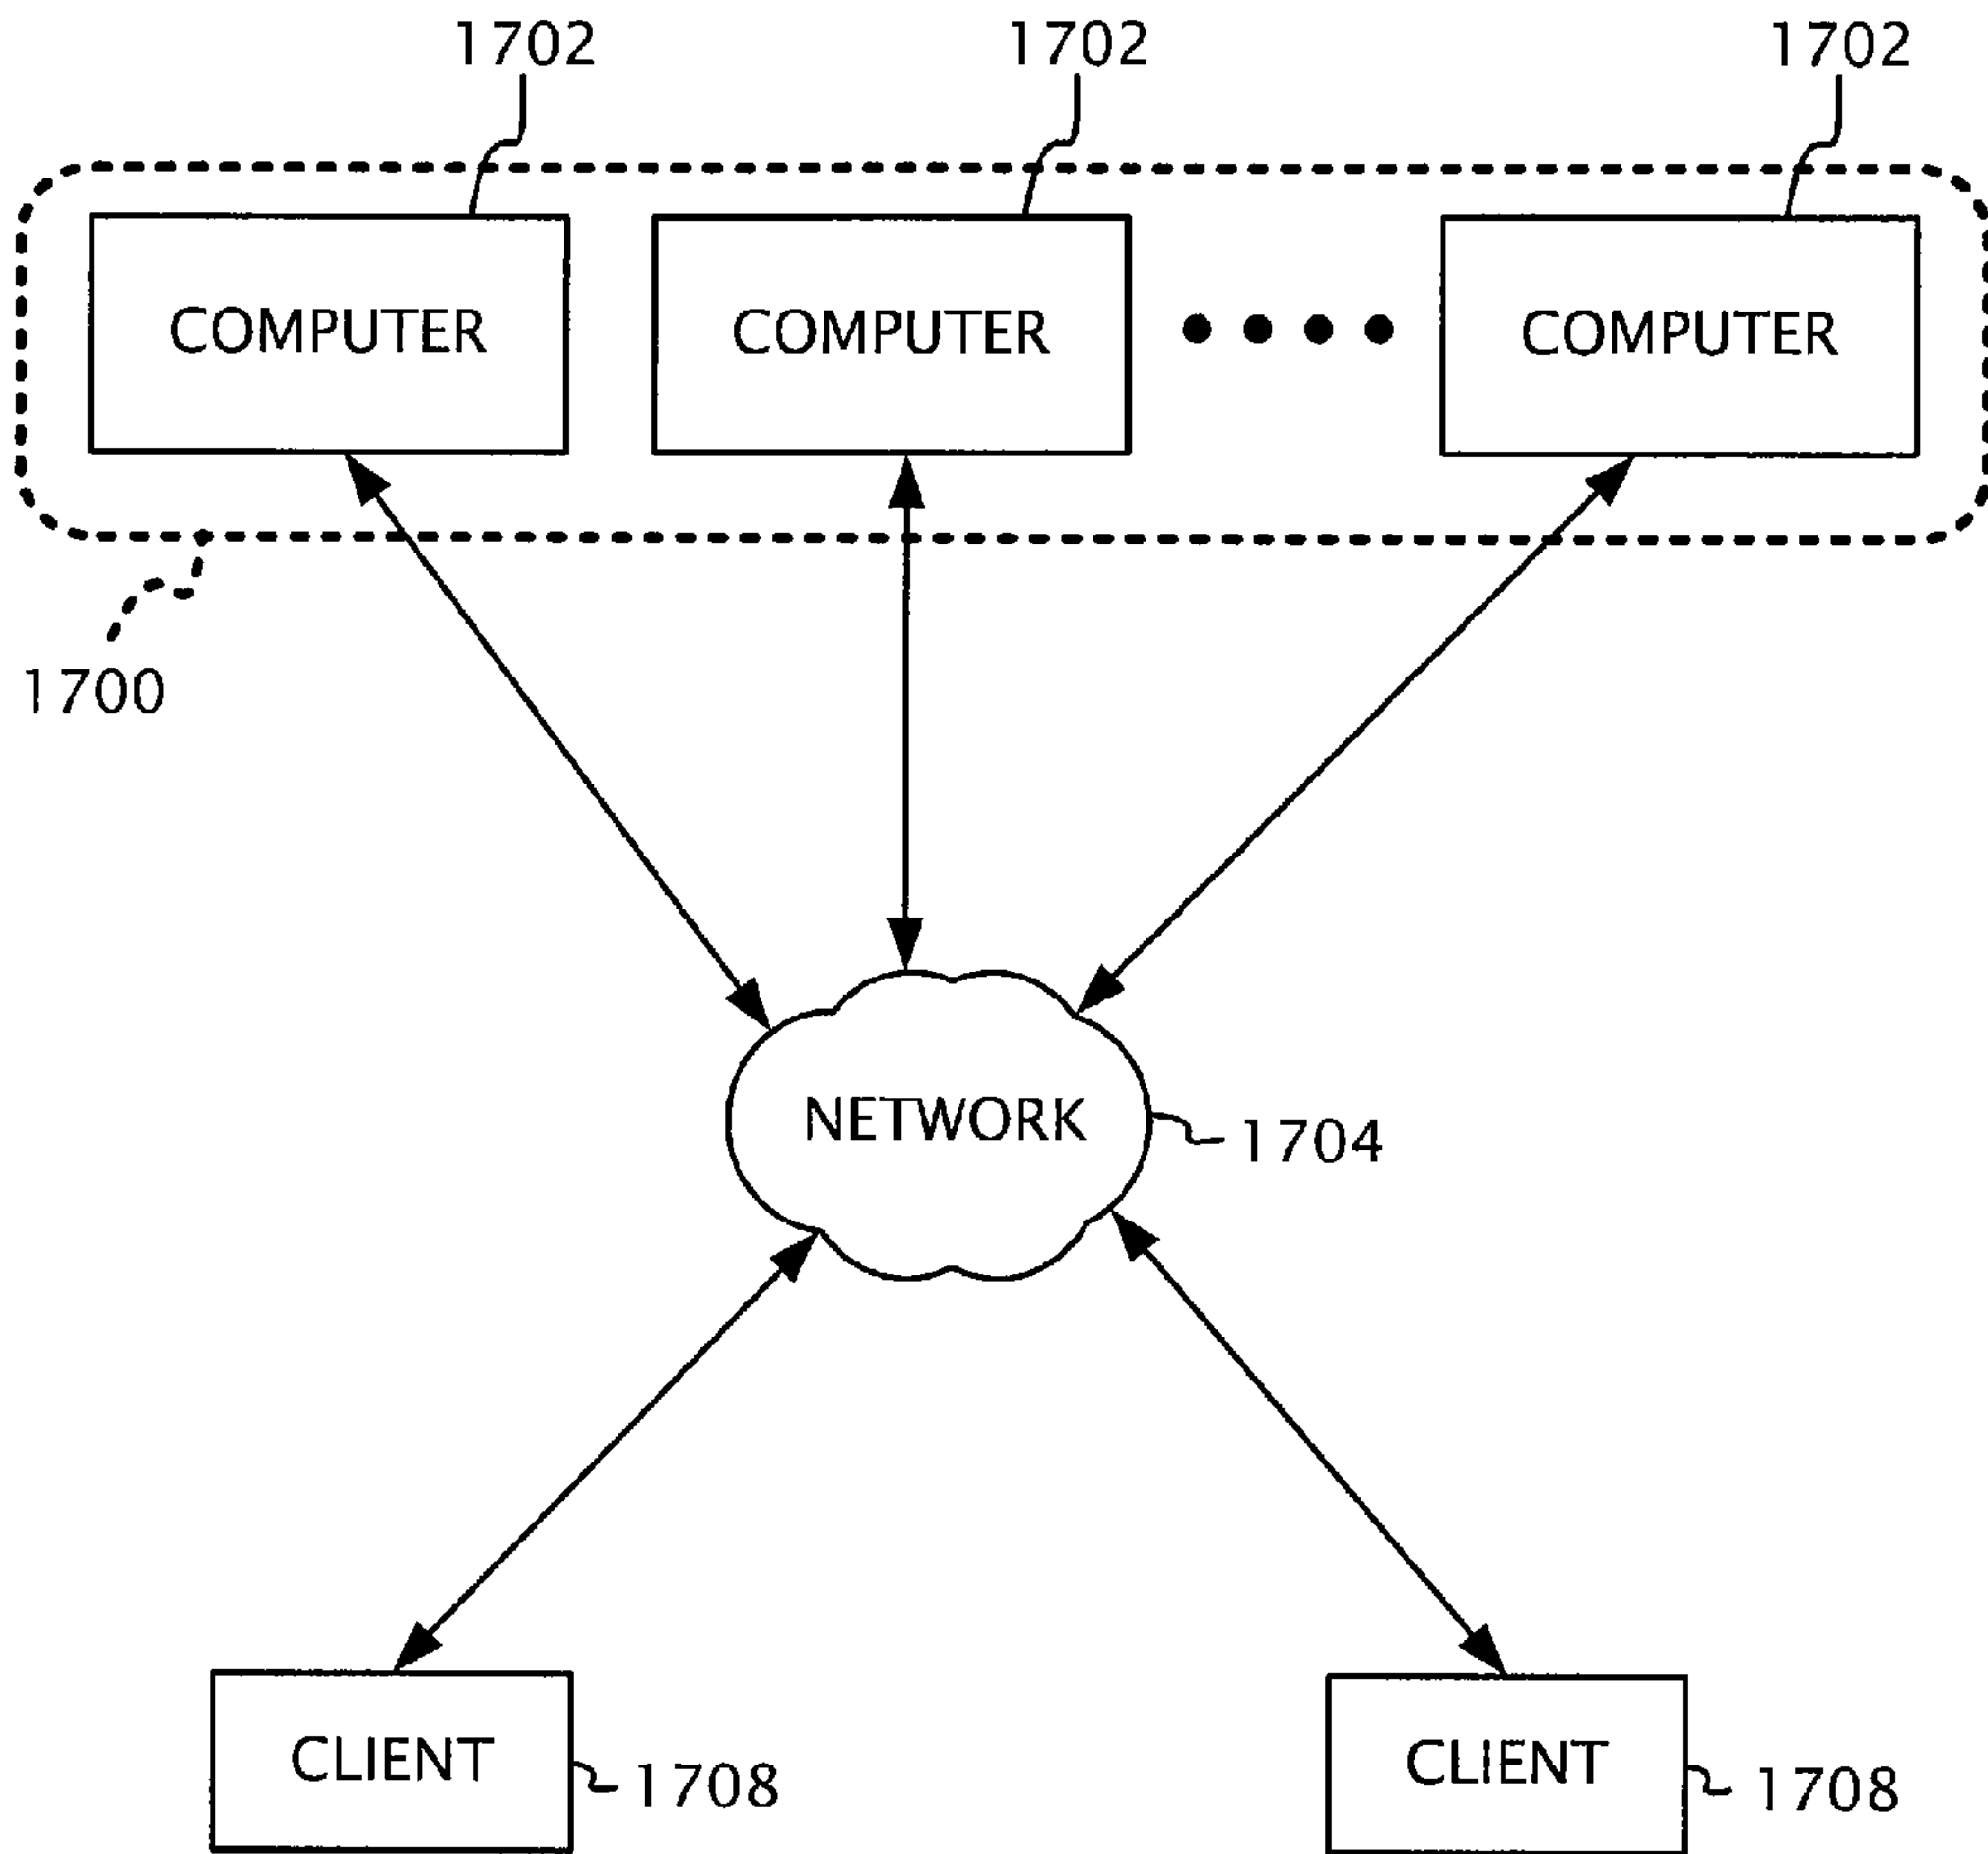 1702 1702 1702
COMPUTER COMPUTER COMPUTER
1700
NETWORK
1704
CLIENT 1708 CLIENT 1708